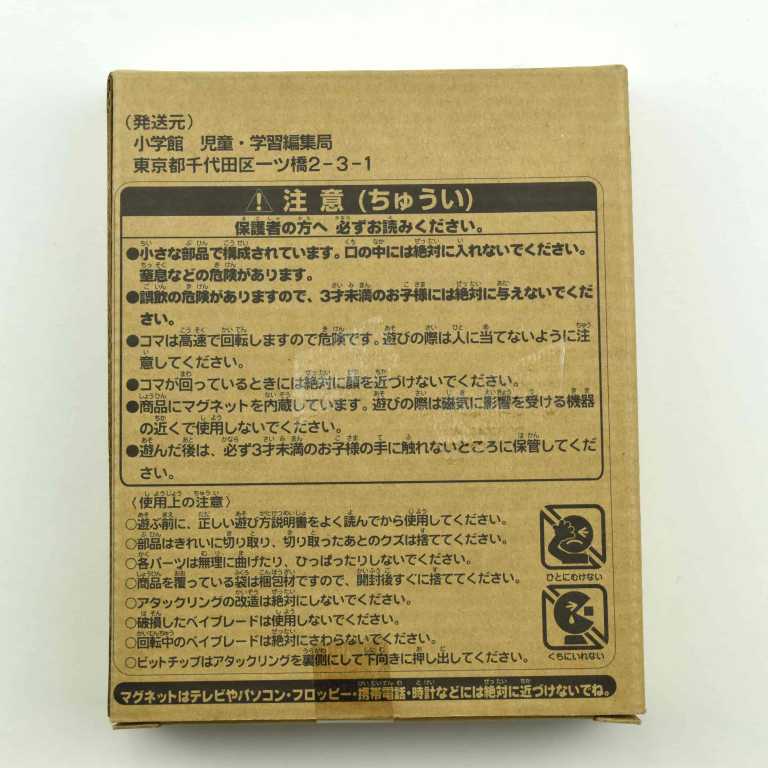 （発送元）
小学館　児童・学習編集局
東京都千代田区一ツ橋2-3-1
注意（ちゅうい）
保護者の方へ 必ずお読みください。
●小さな部品で構成されています。口の中には絶対に入れないでください。
窒息などの危険があります。
●誤飲の危険がありますので、3才未満のお子様には絶対に与えないでくだ
さい。
●コマは高速で回転しますので危険です。遊びの際は人に当てないように注
意してください。
●コマが回っているときには絶対に顔を近づけないでください。
●商品にマグネットを内蔵しています。遊びの際は磁気に影響を受ける機器
の近くで使用しないでください。
●遊んだ後は、必ず3才未満のお子様の手に触れないところに保管してくだ
さい。
〈使用上の注意〉
○遊ぶ前に、正しい遊び方説明書をよく読んでから使用してください。
○部品はきれいに切り取り、切り取ったあとのクズは捨ててください。
○各パーツは無理に曲げたり、ひっぱったりしないでください。
○商品を覆っている袋は梱包材ですので、開封後すぐに捨ててください。
○アタックリングの改造は絶対にしないでください。
○破損したベイブレードは使用しないでください。
○回転中のベイブレードは絶対にさわらないでください。
○ビットチップはアタックリングを裏側にして下向きに押し出してください。
ひとにむけない
くちにいれない
マグネットはテレビやパソコン・フロッピー・携帯電話・時計などには絶対に近づけないでね。